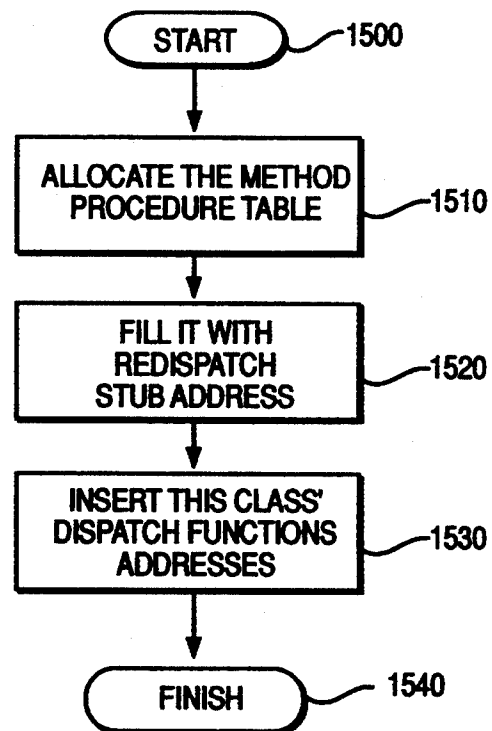 START
1500
ALLOCATE THE METHOD
PROCEDURE TABLE
1510
FILL IT WITH
REDISPATCH
STUB ADDRESS
1520
INSERT THIS CLASS'
DISPATCH FUNCTIONS
ADDRESSES
1530
FINISH
1540